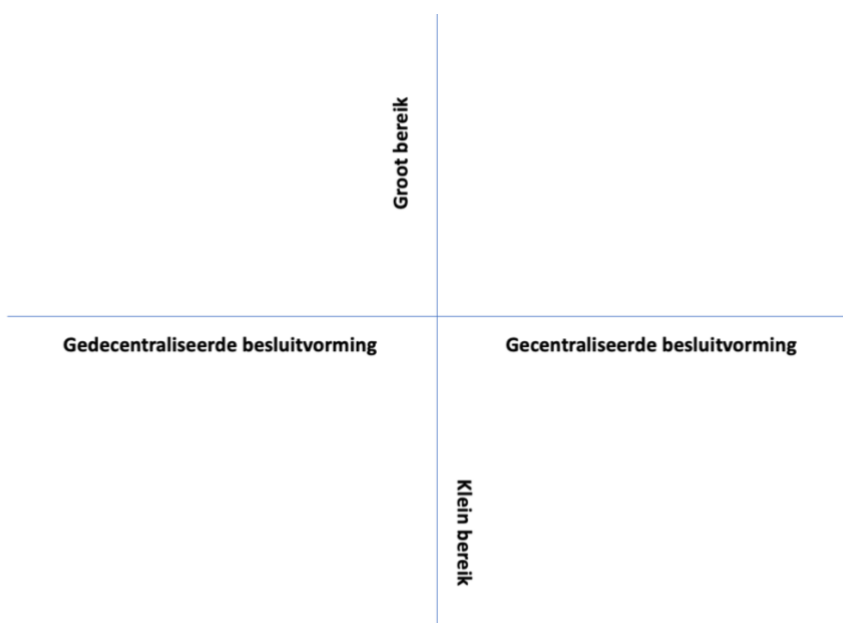 Groot bereik
Gedecentraliseerde besluitvorming
Gecentraliseerde besluitvorming
Klein bereik